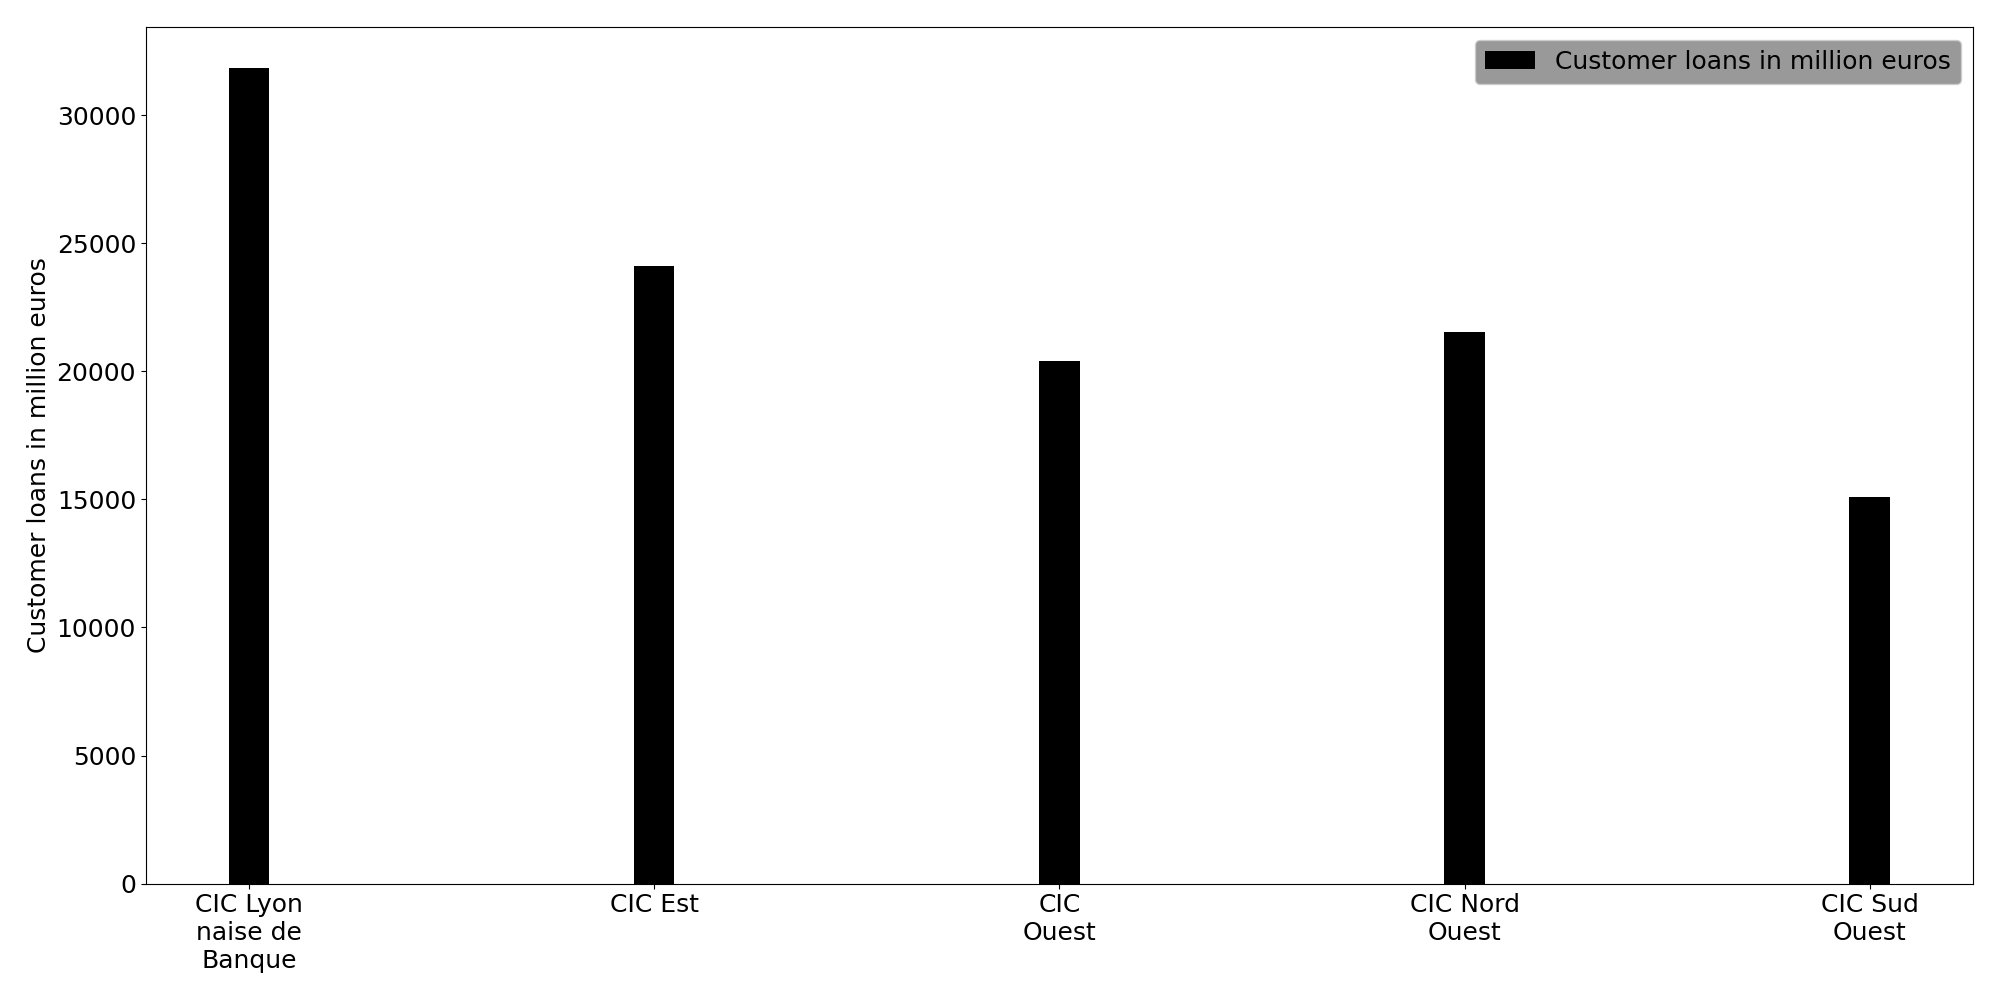 Customer loans in million euros
Customer loans in million euros
30000
25000
20000
15000
10000
5000
0
CIC Lyon
naise de
Banque
CIC Est
CIC
Ouest
CIC Nord
Ouest
CIC Sud
Ouest